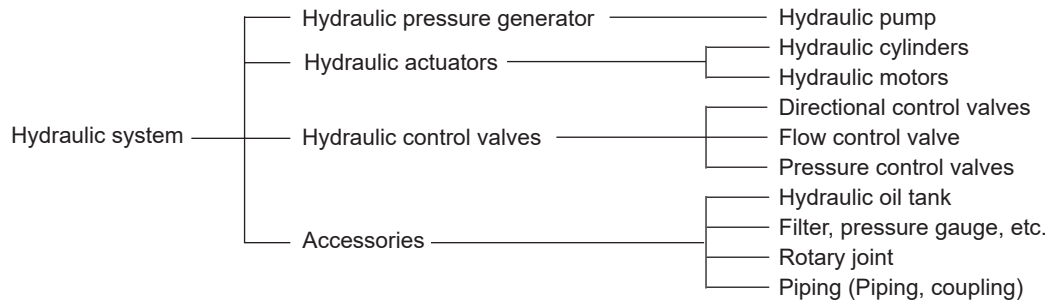 Hydraulic system
Hydraulic pressure generator
Hydraulic pump
Hydraulic actuators
Hydraulic cylinders
Hydraulic motors
Hydraulic control valves
Directional control valves
Flow control valve
Pressure control valves
Accessories
Hydraulic oil tank
Filter, pressure gauge, etc.
Rotary joint
Piping (Piping, coupling)